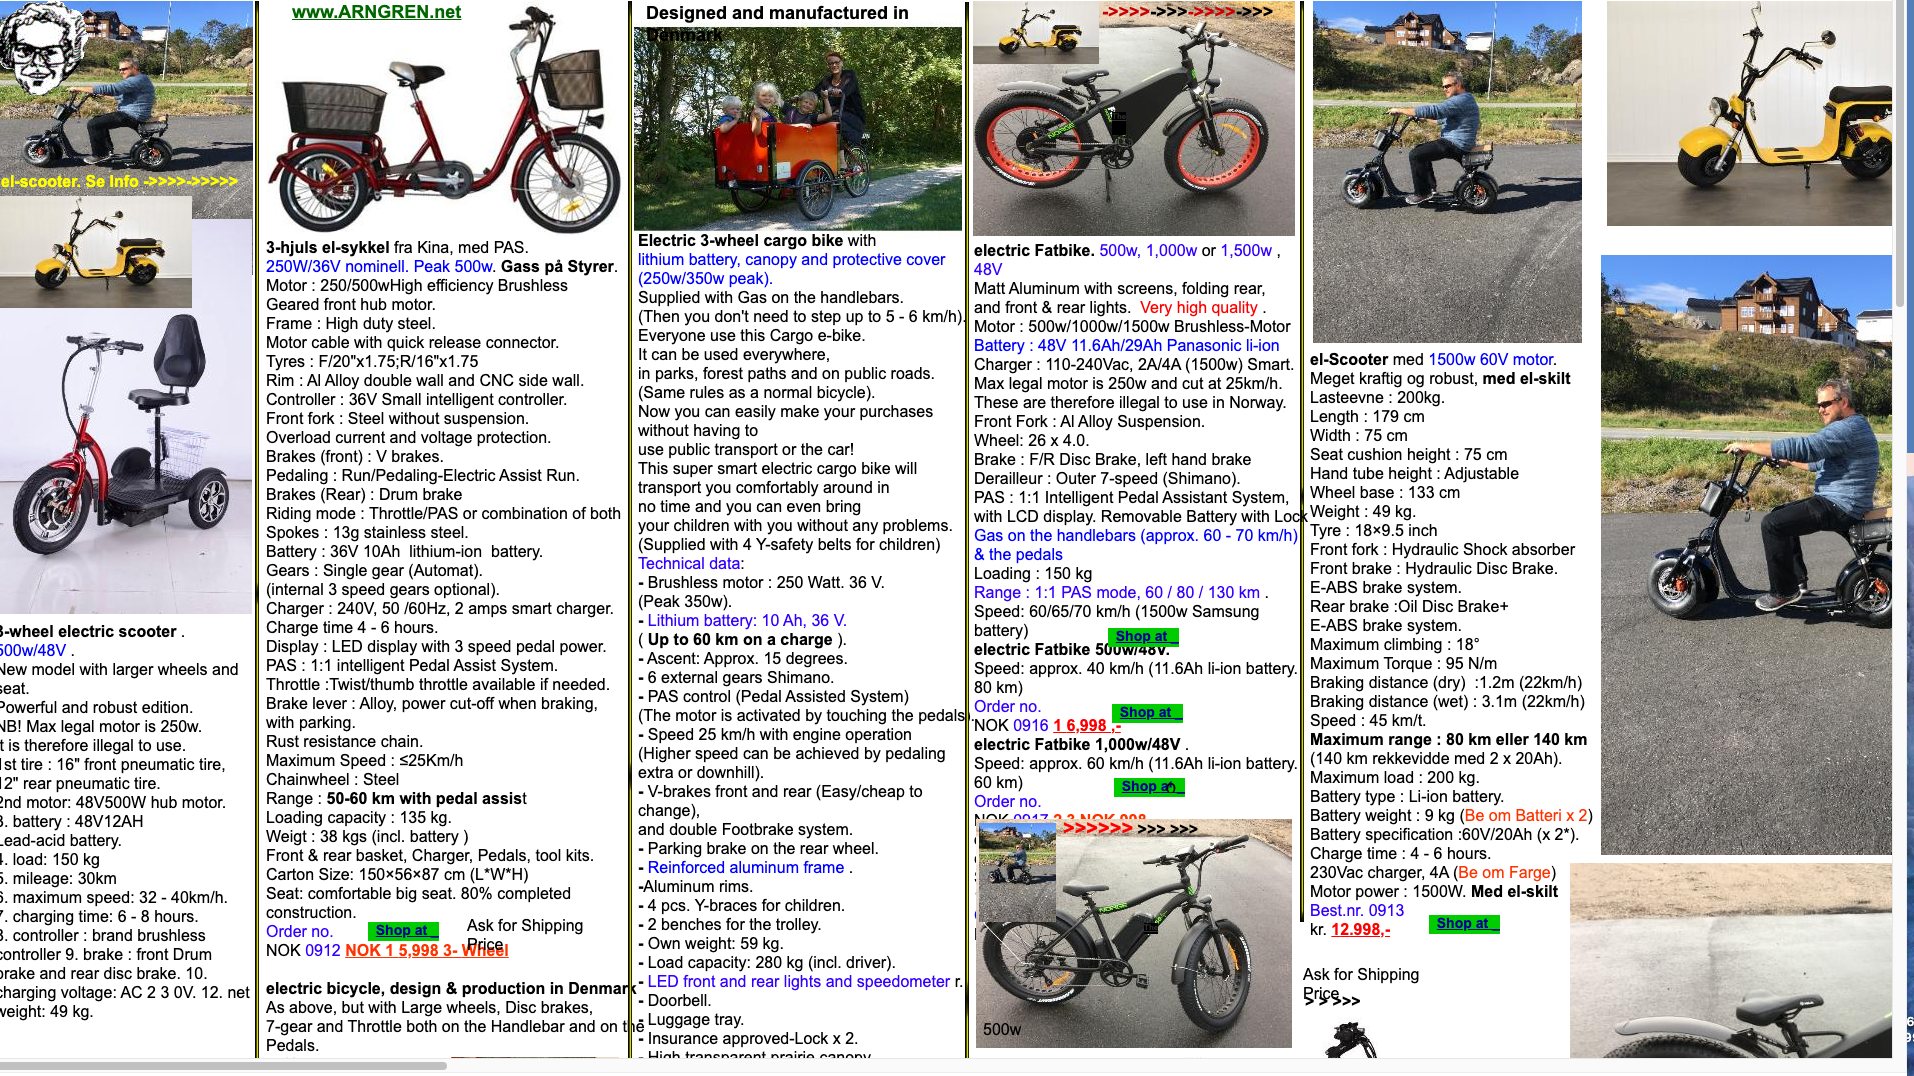 el-scooter. Se Info ->>>>->>>>>
3-wheel electric scooter .
500w/48V .
New model with larger wheels and
seat.
Powerful and robust edition.
NB! Max legal motor is 250w.
It is therefore illegal to use.
1st tire : 16" front pneumatic tire,
12" rear pneumatic tire.
2nd motor: 48V500W hub motor.
3. battery : 48V12AH
Lead-acid battery.
4. load: 150 kg
5. mileage: 30km
6. maximum speed: 32 - 40km/h.
7. charging time: 6 - 8 hours.
8. controller : brand brushless
controller 9. brake : front Drum
brake and rear disc brake. 10.
charging voltage: AC 2 3 0V. 12. net
weight: 49 kg.
www.ARNGREN.net
3-hjuls el-sykkel fra Kina, med PAS.
250W/36V nominell. Peak 500w. Gass på Styrer.
Motor : 250/500wHigh efficiency Brushless
Geared front hub motor.
Frame : High duty steel.
Motor cable with quick release connector.
Tyres : F/20"x1.75;R/16"x1.75
Rim : Al Alloy double wall and CNC side wall.
Controller : 36V Small intelligent controller.
Front fork : Steel without suspension.
Overload current and voltage protection.
Brakes (front) : V brakes.
Pedaling : Run/Pedaling-Electric Assist Run.
Brakes (Rear) : Drum brake
Riding mode : Throttle/PAS or combination of both
Spokes : 13g stainless steel.
Battery : 36V 10Ah lithium-ion battery.
Gears : Single gear (Automat).
(internal 3 speed gears optional).
Charger : 240V, 50 /60Hz, 2 amps smart charger.
Charge time 4 - 6 hours.
Display : LED display with 3 speed pedal power.
PAS : 1:1 intelligent Pedal Assist System.
Throttle :Twist/thumb throttle available if needed.
Brake lever : Alloy, power cut-off when braking,
with parking.
Rust resistance chain.
Maximum Speed : ≤25Km/h
Chainwheel : Steel
Range : 50-60 km with pedal assist
Loading capacity : 135 kg.
Weigt : 38 kgs (incl. battery )
Front & rear basket, Charger, Pedals, tool kits.
Carton Size: 150×56×87 cm (L*W*H)
Seat: comfortable big seat. 80% completed
construction.
Order no.
Shop at _
Ask for Shipping
Price
NOK 0912 NOK 1 5,998 3- Wheel
electric bicycle, design & production in Denmark
As above, but with Large wheels, Disc brakes,
7-gear and Throttle both on the Handlebar and on the
Pedals.
Designed and manufactured in
Denmark
Electric 3-wheel cargo bike with
lithium battery, canopy and protective cover
(250w/350w peak).
Supplied with Gas on the handlebars.
(Then you don't need to step up to 5 - 6 km/h).
Everyone use this Cargo e-bike.
It can be used everywhere,
in parks, forest paths and on public roads.
(Same rules as a normal bicycle).
Now you can easily make your purchases
without having to
use public transport or the car!
This super smart electric cargo bike will
transport you comfortably around in
no time and you can even bring
your children with you without any problems.
(Supplied with 4 Y-safety belts for children)
Technical data:
- Brushless motor : 250 Watt. 36 V.
(Peak 350w).
- Lithium battery: 10 Ah, 36 V.
( Up to 60 km on a charge ).
- Ascent: Approx. 15 degrees.
- 6 external gears Shimano.
- PAS control (Pedal Assisted System)
(The motor is activated by touching the pedals).
- Speed 25 km/h with engine operation
(Higher speed can be achieved by pedaling
extra or downhill).
- V-brakes front and rear (Easy/cheap to
change),
and double Footbrake system.
- Parking brake on the rear wheel.
- Reinforced aluminum frame .
-Aluminum rims.
- 4 pcs. Y-braces for children.
- 2 benches for the trolley.
- Own weight: 59 kg.
- Load capacity: 280 kg (incl. driver).
- LED front and rear lights and speedometer r.
- Doorbell.
- Luggage tray.
- Insurance approved-Lock x 2.
- High transparent prairie canopy
->>>>->>>->>>>->>>
NORGE
electric Fatbike. 500w, 1,000w or 1,500w ,
48V
Matt Aluminum with screens, folding rear,
and front & rear lights. Very high quality .
Motor : 500w/1000w/1500w Brushless-Motor
Battery : 48V 11.6Ah/29Ah Panasonic li-ion
Charger : 110-240Vac, 2A/4A (1500w) Smart.
Max legal motor is 250w and cut at 25km/h.
These are therefore illegal to use in Norway.
Front Fork : Al Alloy Suspension.
Wheel: 26 x 4.0.
Brake : F/R Disc Brake, left hand brake
Derailleur : Outer 7-speed (Shimano).
PAS : 1:1 Intelligent Pedal Assistant System,
with LCD display. Removable Battery with Lock
Gas on the handlebars (approx. 60 - 70 km/h)
& the pedals
Loading : 150 kg
Range : 1:1 PAS mode, 60 / 80 / 130 km .
Speed: 60/65/70 km/h (1500w Samsung
battery)
Shop at _
electric Fatbike 500w/48V.
Speed: approx. 40 km/h (11.6Ah li-ion battery.
80 km)
Order no.
Shop at _
NOK 0916 1 6,998 ,-
electric Fatbike 1,000w/48V .
Speed: approx. 60 km/h (11.6Ah li-ion battery.
60 km)
Shop at _
Order no.
NOK 0917 2 3 NOK 998
>>>>>> >>> >>>
NORGE
500w
el-Scooter med 1500w 60V motor.
Meget kraftig og robust, med el-skilt
Lasteevne : 200kg.
Length : 179 cm
Width : 75 cm
Seat cushion height : 75 cm
Hand tube height : Adjustable
Wheel base : 133 cm
Weight : 49 kg.
Tyre : 18×9.5 inch
Front fork : Hydraulic Shock absorber
Front brake : Hydraulic Disc Brake.
E-ABS brake system.
Rear brake :Oil Disc Brake+
E-ABS brake system.
Maximum climbing : 18°
Maximum Torque : 95 N/m
Braking distance (dry) :1.2m (22km/h)
Braking distance (wet) : 3.1m (22km/h)
Speed : 45 km/t.
Maximum range : 80 km eller 140 km
(140 km rekkevidde med 2 x 20Ah).
Maximum load : 200 kg.
Battery type : Li-ion battery.
Battery weight : 9 kg (Be om Batteri x 2)
Battery specification :60V/20Ah (x 2*).
Charge time : 4 - 6 hours.
230Vac charger, 4A (Be om Farge)
Motor power : 1500W. Med el-skilt
Best.nr. 0913
Shop at _
kr. 12.998,-
Ask for Shipping
Price
> > >>>